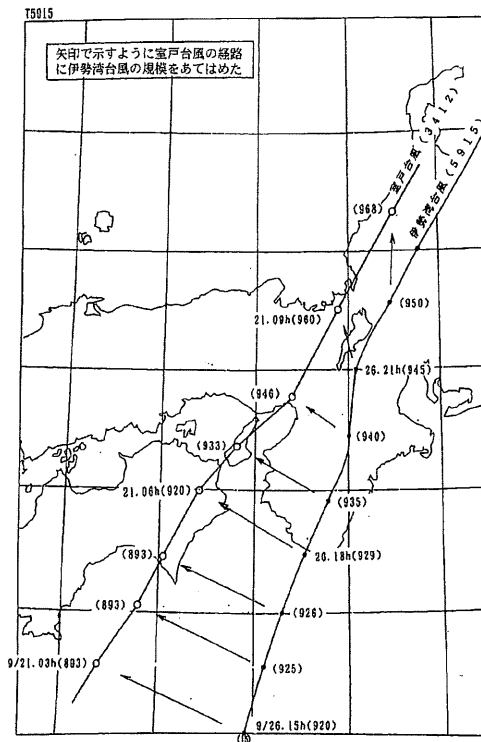 T5915
矢印で示すように室戸台風の経路
に伊勢湾台風の規模をあてはめた
室戸台風(3412)
伊勢湾台風(5915)
(968)
(950)
21.09h(960)
26.21h(945)
(946)
(940)
(933)
(935)
21.06h(920)
26.18h(929)
(893)
(926)
(893)
(925)
9/21.03h(893)
9/26.15h(920)